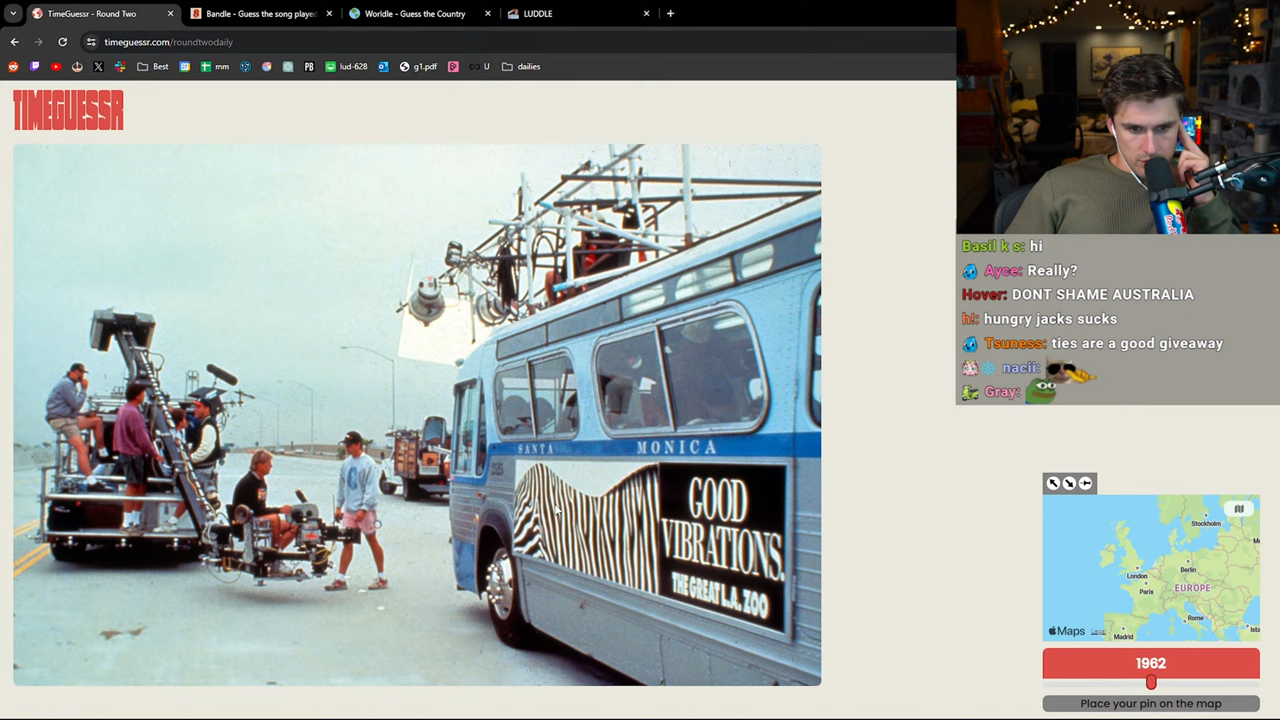 TimeGuessr - Round Two
Bandle - Guess the song playe
Worldle - Guess the Country
LUDDLE
timeguessr.com/roundtwodaily
Best
mm
PB
lud-628
g1.pdf
U
dailies
TIMEGUESSR
SANTA MONICA
GOOD
VIBRATIONS.
THE GREAT L.A. ZOO
Basil k s: hi
Ayce: Really?
Hover: DONT SHAME AUSTRALIA
h!: hungry jacks sucks
Tsuness: ties are a good giveaway
nacii:
Gray:
Stockholm
London
Berlin
Paris
EUROPE
Rome
Madrid
Maps
1962
Place your pin on the map